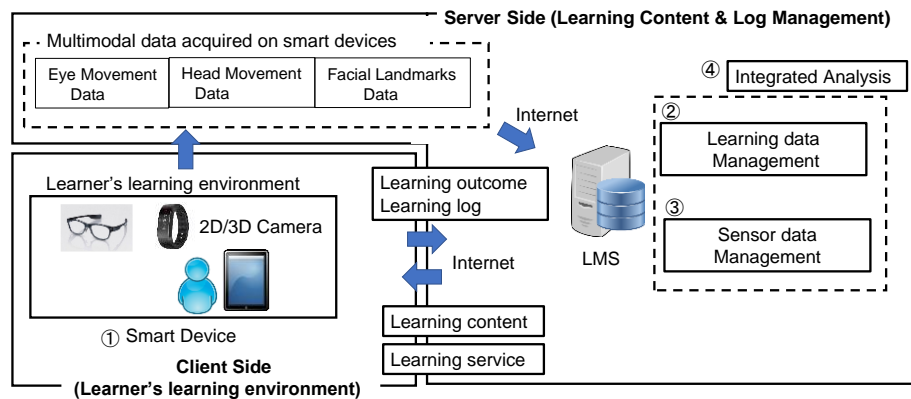 Server Side (Learning Content & Log Management)
Multimodal data acquired on smart devices
Eye Movement
Data
Head Movement
Data
Facial Landmarks
Data
④ Integrated Analysis
Internet
②
Learning data
Management
Learner's learning environment
Learning outcome
Learning log
2D/3D Camera
③
Sensor data
Management
LMS
Internet
Learning content
① Smart Device
Learning service
Client Side
(Learner's learning environment)